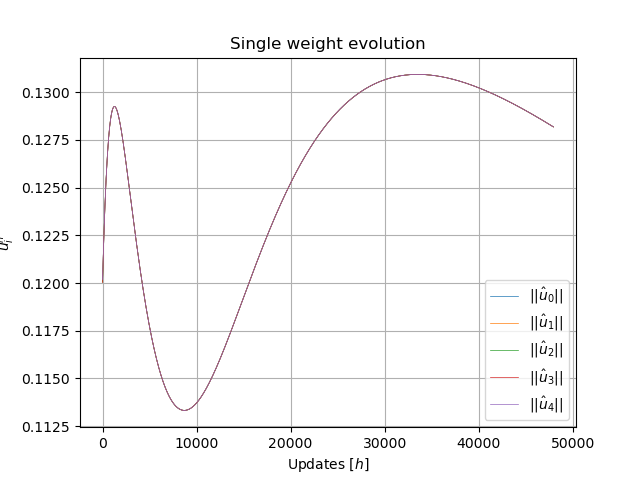 Single weight evolution
0.1300
0.1275
0.1250
0.1225
0.1200
0.1175
0.1150
0.1125
||û₀||
||û₁||
||û₂||
||û₃||
||û₄||
0 10000 20000 30000 40000 50000
Updates [h]